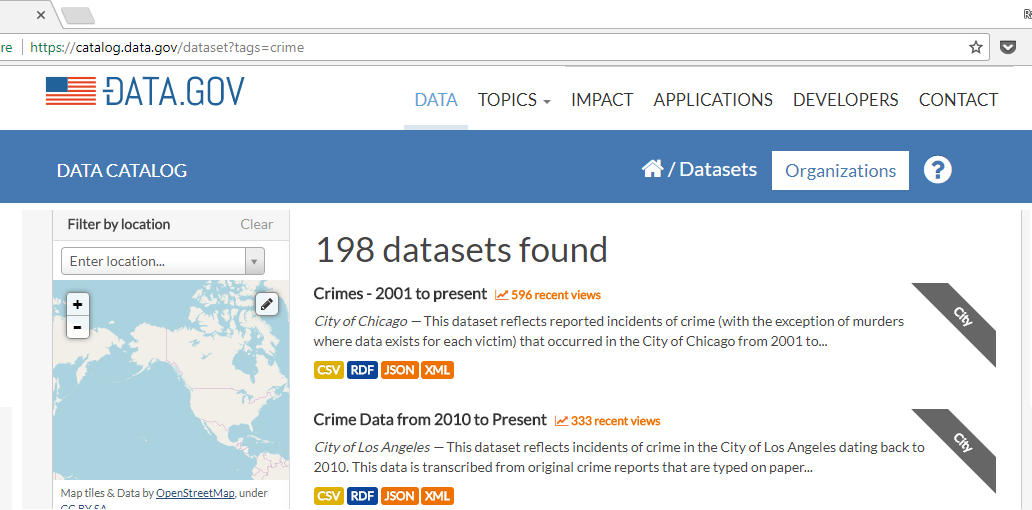 re https://catalog.data.gov/dataset?tags=crime
DATA.GOV
DATA TOPICS IMPACT APPLICATIONS DEVELOPERS CONTACT
DATA CATALOG
/ Datasets Organizations ?
Filter by location Clear
Enter location...
+
-
Map tiles & Data by OpenStreetMap, under
CC BY SA
198 datasets found
Crimes - 2001 to present 596 recent views
City of Chicago — This dataset reflects reported incidents of crime (with the exception of murders
where data exists for each victim) that occurred in the City of Chicago from 2001 to...
CSV RDF JSON XML
City
Crime Data from 2010 to Present 333 recent views
City of Los Angeles — This dataset reflects incidents of crime in the City of Los Angeles dating back to
2010. This data is transcribed from original crime reports that are typed on paper...
CSV RDF JSON XML
City